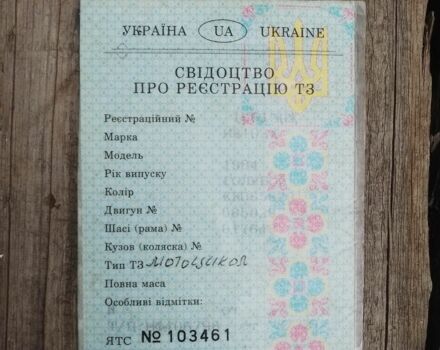 УКРАЇНА UA UKRAINE
СВІДОЦТВО
ПРО РЕЄСТРАЦІЮ ТЗ
Реєстраційний №
Марка
Модель
Рік випуску
Колір
Двигун №
Шасі (рама) №
Кузов (коляска) №
Тип ТЗ мотоцикол
Повна маса
Особливі відмітки:
ЯТС № 103461